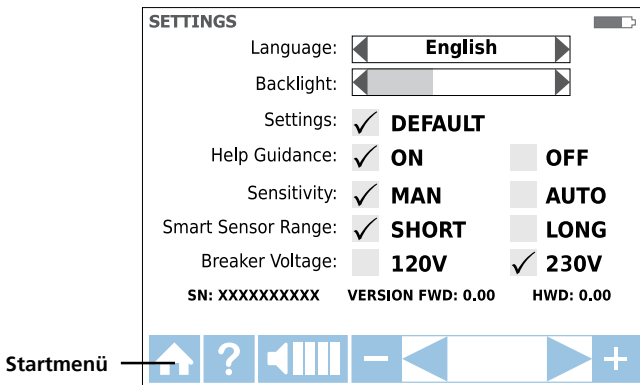 SETTINGS
Language: English
Backlight:
Settings: ✓ DEFAULT
Help Guidance: ✓ ON OFF
Sensitivity: ✓ MAN AUTO
Smart Sensor Range: ✓ SHORT LONG
Breaker Voltage: 120V ✓ 230V
SN: XXXXXXXXXX VERSION FWD: 0.00 HWD: 0.00
Startmenü ? − +